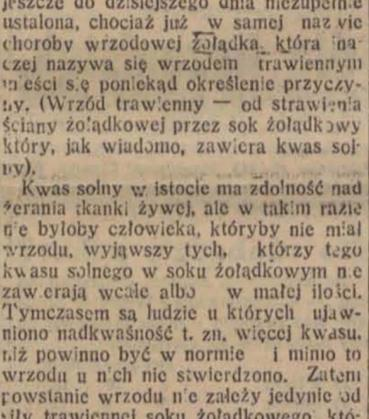 jeszcze do dzisiejszego dnia niezupełnie
ustalona, chociaż już w samej nazwie
choroby wrzodowej żołądka, która ina-
czej nazywa się wrzodem trawiennym
mieści się poniekąd określenie przyczy-
ny. (Wrzód trawienny — od strawienia
ściany żołądkowej przez sok żołądkowy
który, jak wiadomo, zawiera kwas sol-
ny).
Kwas solny w istocie ma zdolność nad
żerania tkanki żywej, ale w takim razie
nie byłoby człowieka, któryby nie miał
wrzodu, wyjąwszy tych, którzy tego
kwasu solnego w soku żołądkowym nie
zawierają wcale albo w małej ilości.
Tymczasem są ludzie u których ujaw-
niono nadkwaśność t. zn. więcej kwasu,
niż powinno być w normie i mimo to
wrzodu u nich nie stwierdzono. Zatem
powstanie wrzodu nie zależy jedynie od
siły trawiennej soku żołądkowego, któ-